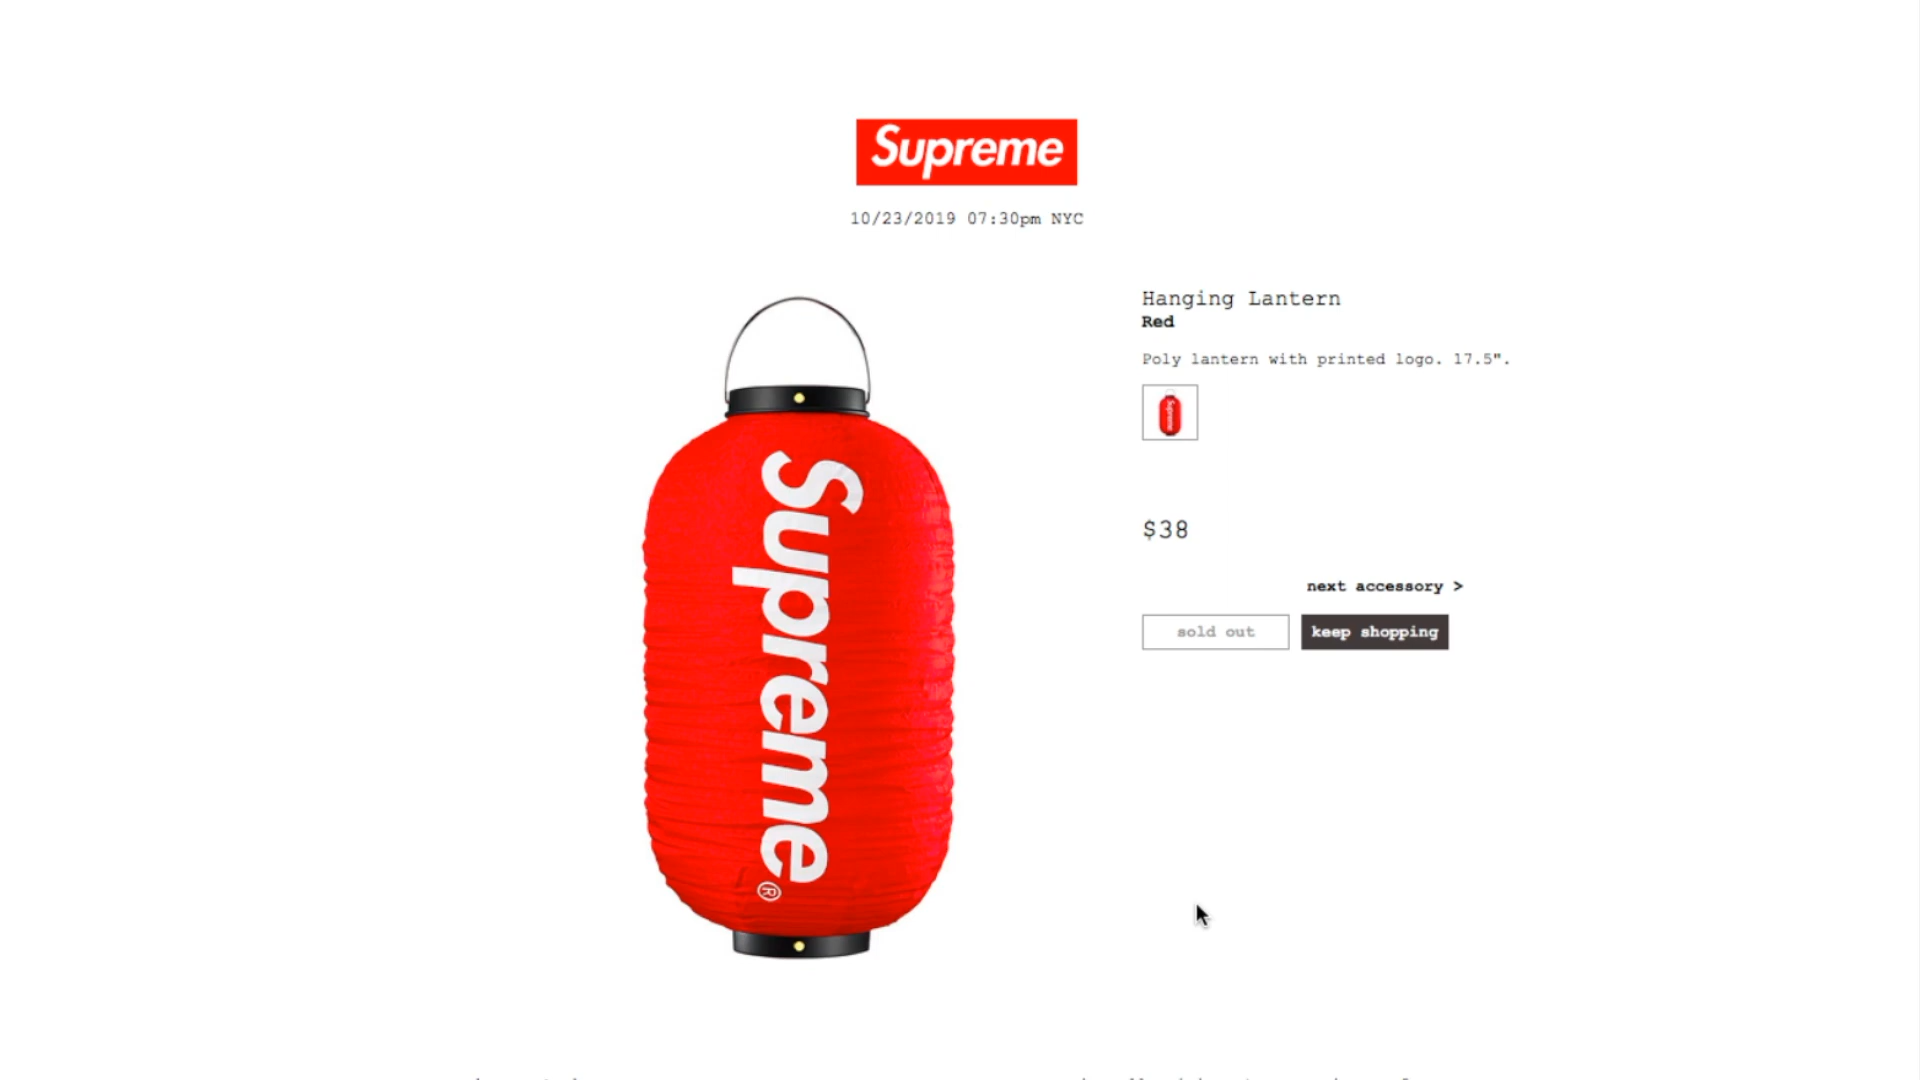 Supreme
10/23/2019 07:30pm NYC
Hanging Lantern
Red
Poly lantern with printed logo. 17.5".
Supreme
$38
next accessory >
sold out
keep shopping
Supreme®